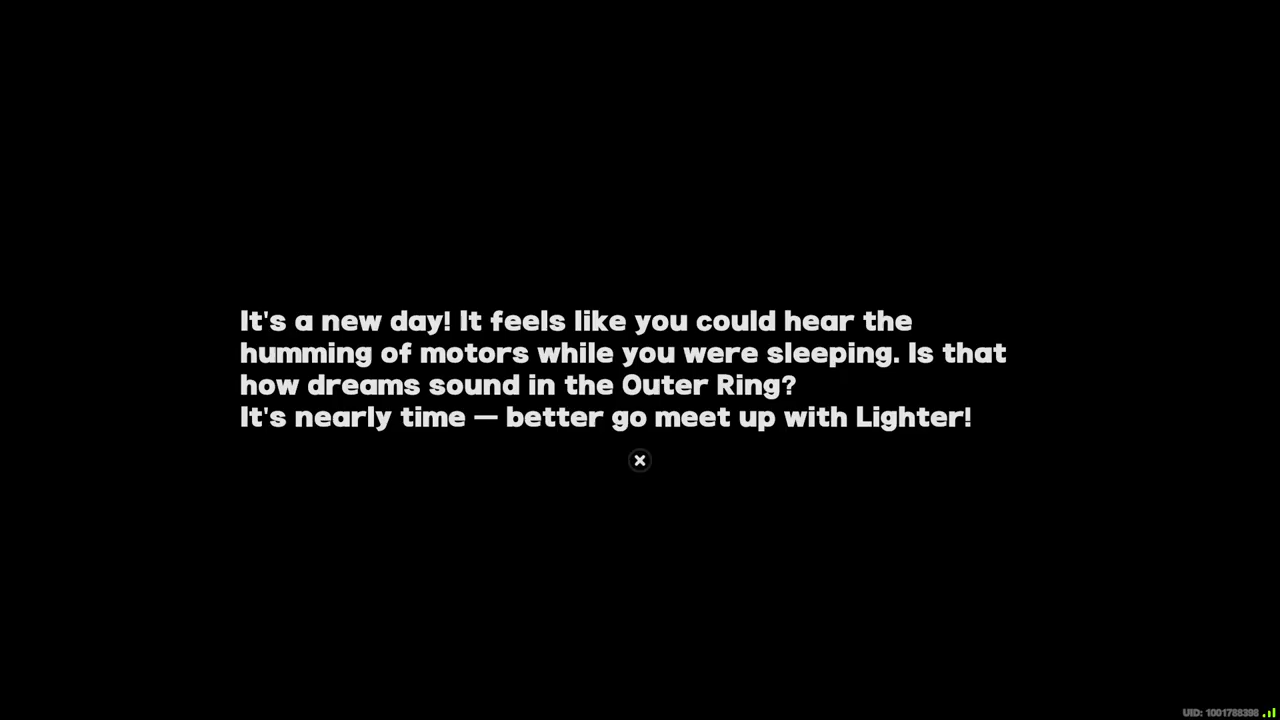 It's a new day! It feels like you could hear the
humming of motors while you were sleeping. Is that
how dreams sound in the Outer Ring?
It's nearly time — better go meet up with Lighter!
UID: 1001788398